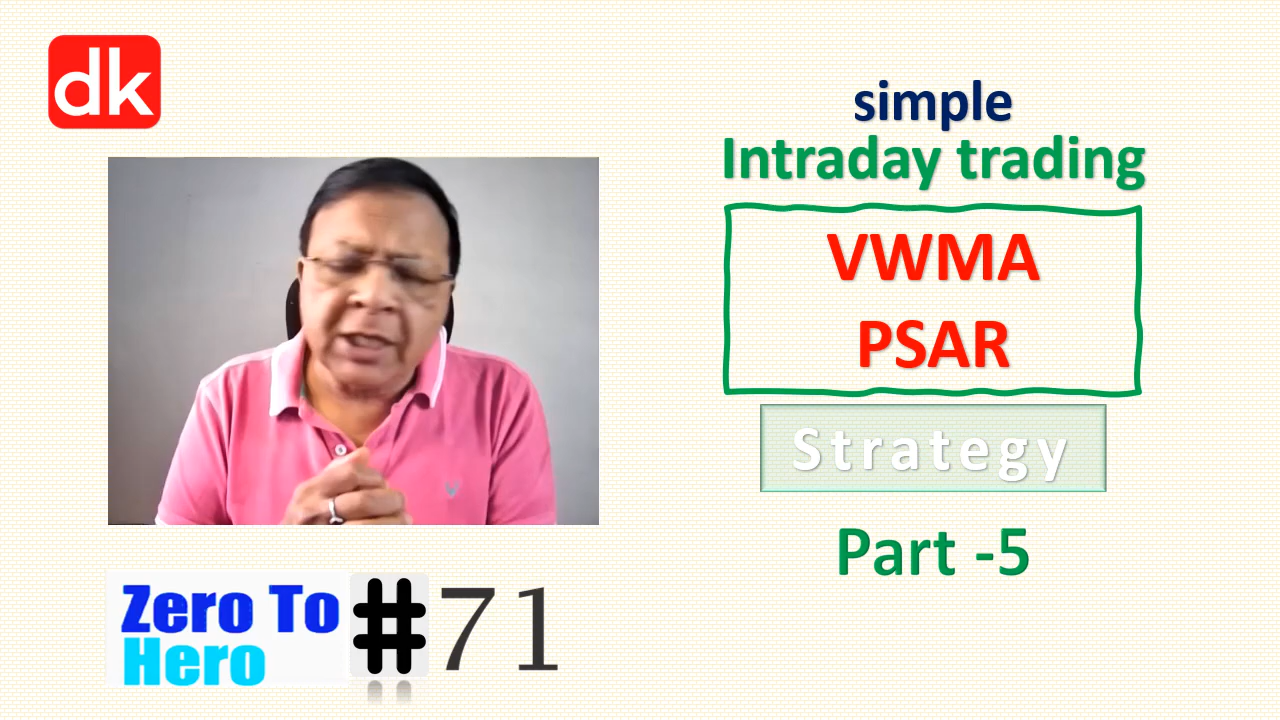 dk
simple
Intraday trading
VWMA
PSAR
Strategy
Part -5
Zero To
Hero
#71